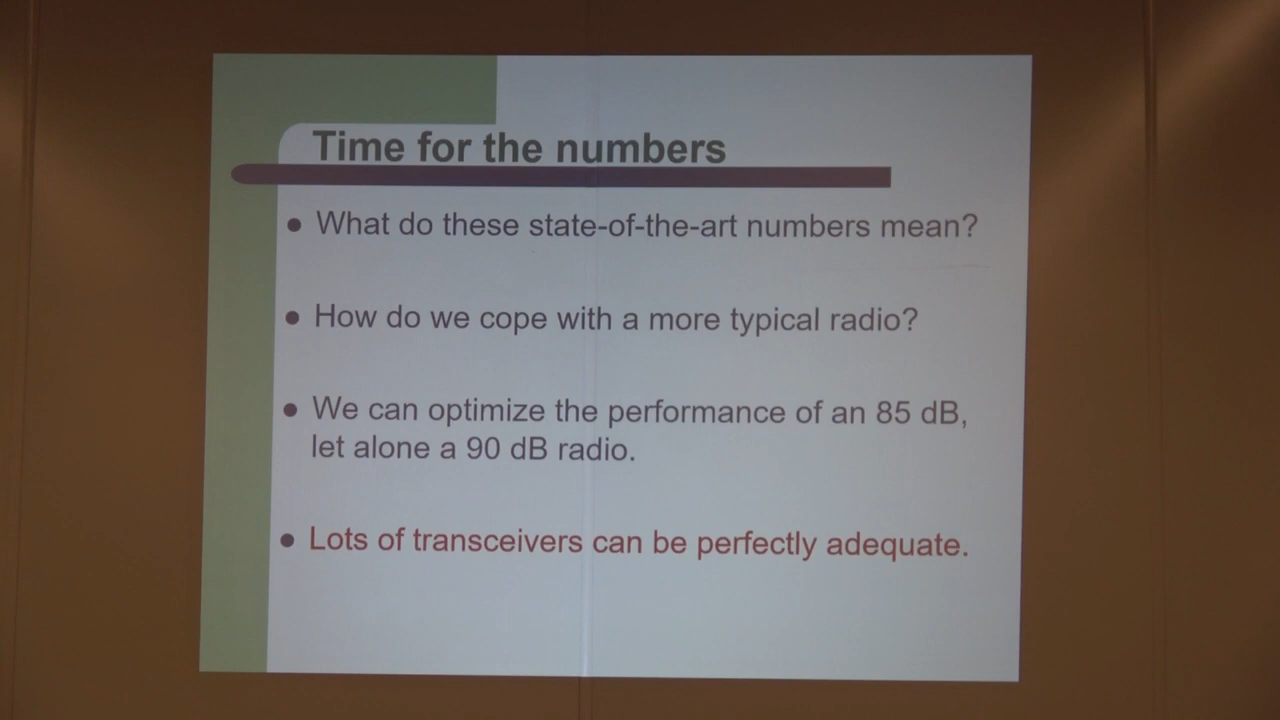 Time for the numbers
● What do these state-of-the-art numbers mean?
● How do we cope with a more typical radio?
● We can optimize the performance of an 85 dB,
let alone a 90 dB radio.
● Lots of transceivers can be perfectly adequate.